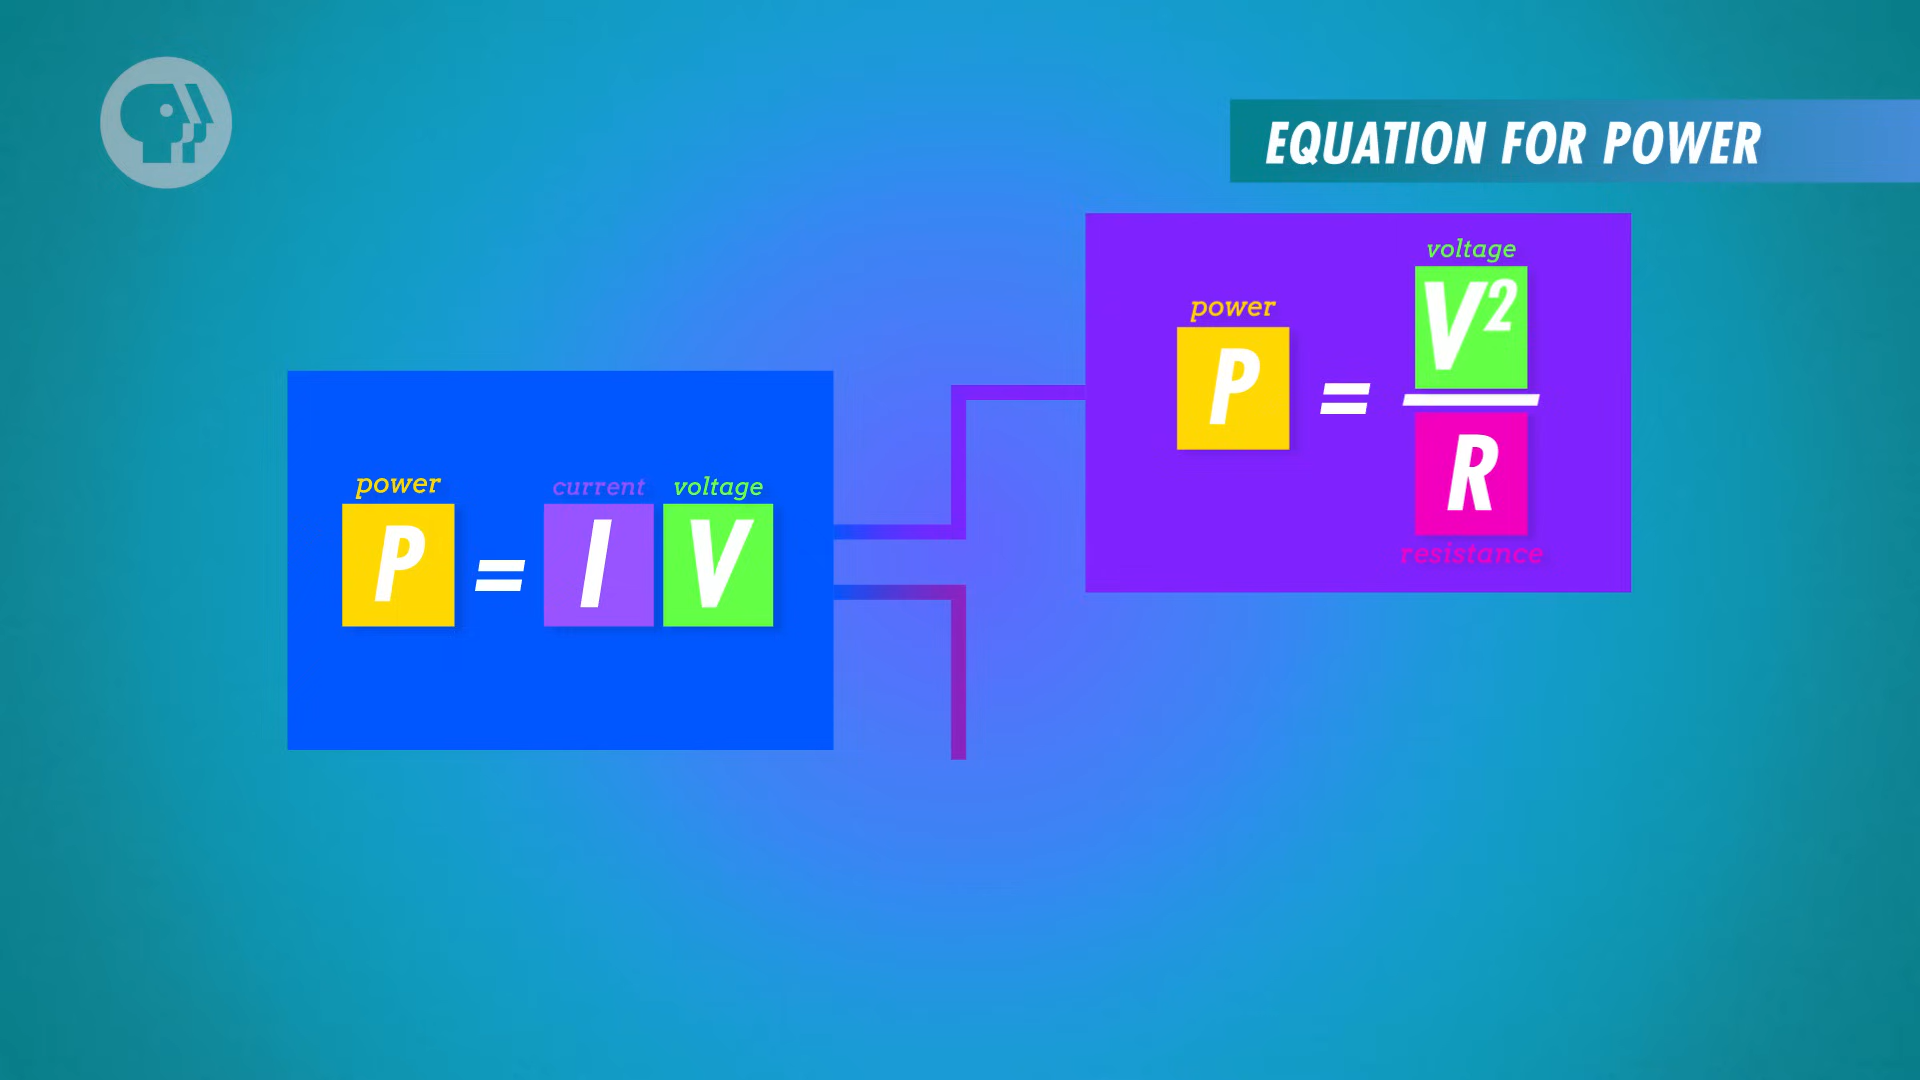 EQUATION FOR POWER
power
current
voltage
P = I V
power
voltage
P = V²
R
resistance